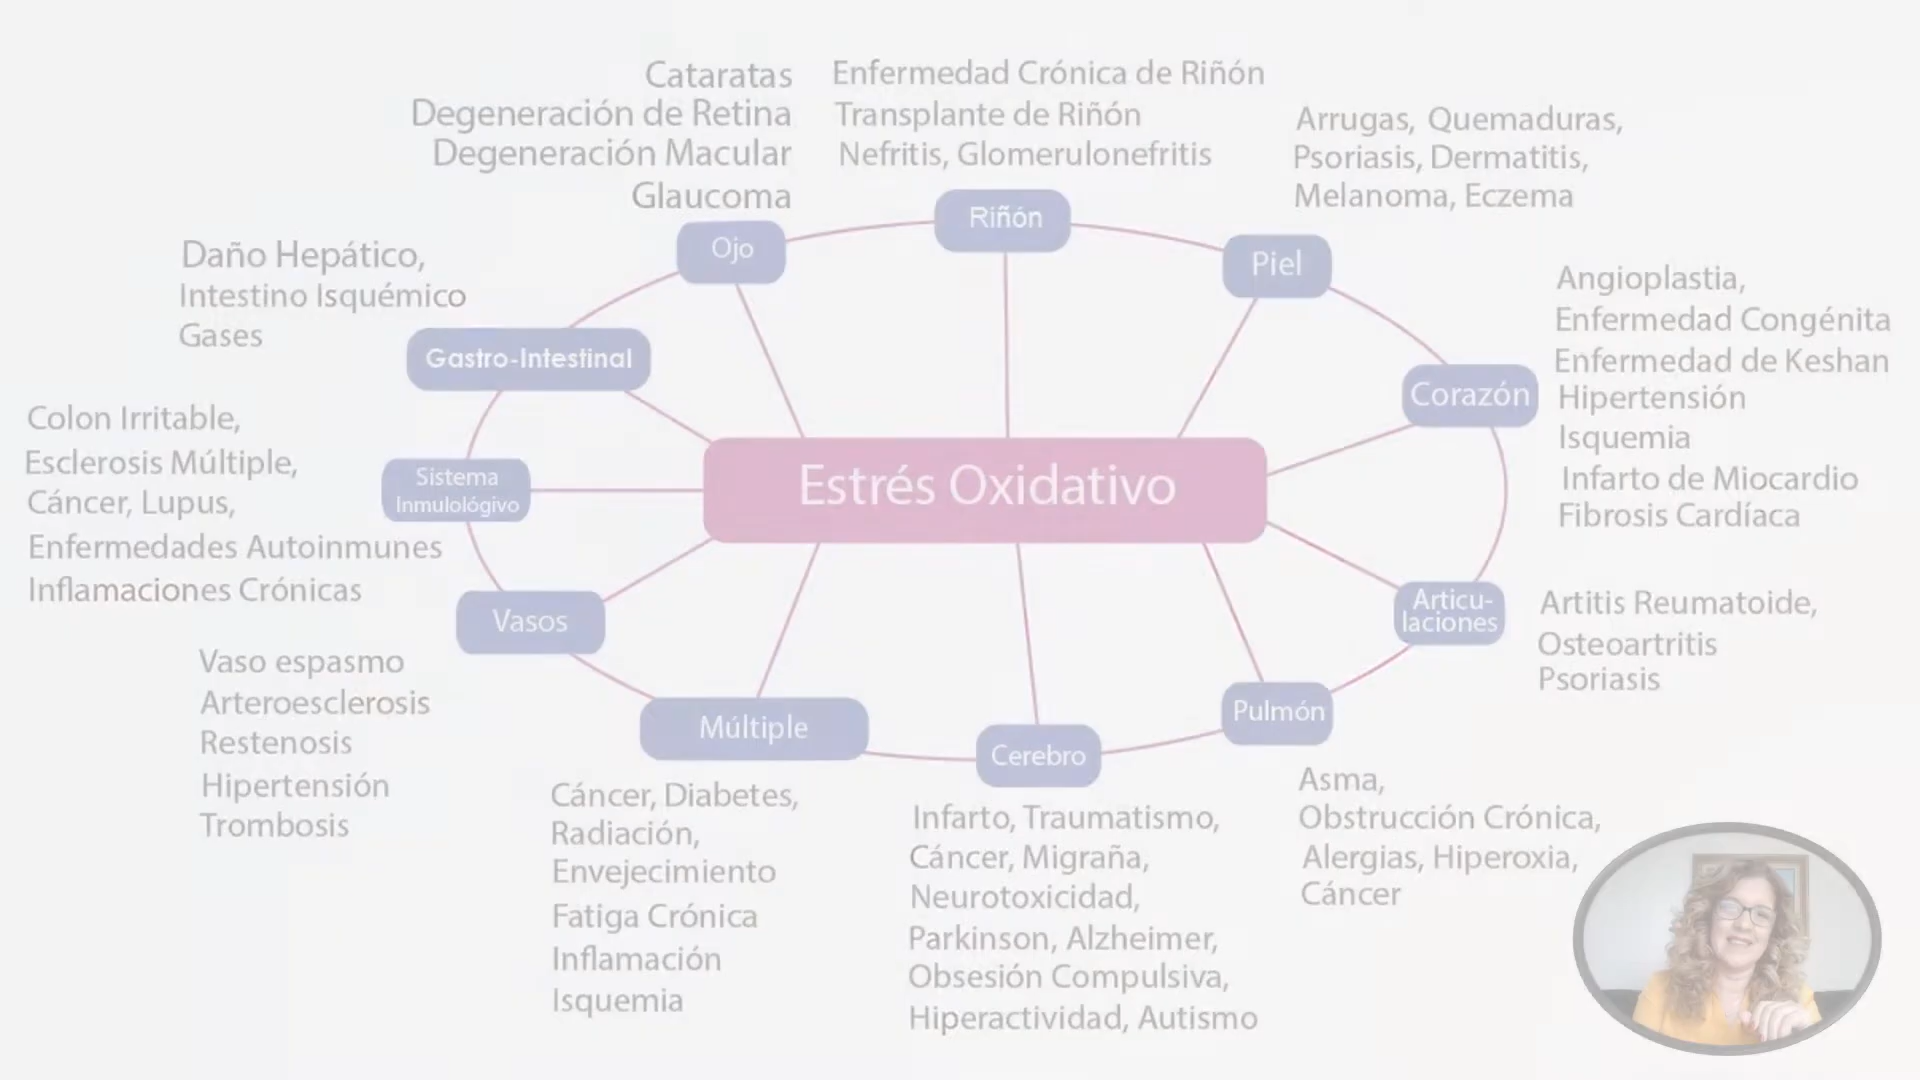 Cataratas
Degeneración de Retina
Degeneración Macular
Glaucoma
Ojo
Enfermedad Crónica de Riñón
Transplante de Riñón
Nefritis, Glomerulonefritis
Riñón
Arrugas, Quemaduras,
Psoriasis, Dermatitis,
Melanoma, Eczema
Piel
Daño Hepático,
Intestino Isquémico
Gases
Gastro-Intestinal
Angioplastia,
Enfermedad Congénita
Enfermedad de Keshan
Hipertensión
Isquemia
Infarto de Miocardio
Fibrosis Cardíaca
Corazón
Colon Irritable,
Esclerosis Múltiple,
Cáncer, Lupus,
Enfermedades Autoinmunes
Inflamaciones Crónicas
Sistema
Inmulológivo
Estrés Oxidativo
Articu-
laciones
Artitis Reumatoide,
Osteoartritis
Psoriasis
Vasos
Vaso espasmo
Arteroesclerosis
Restenosis
Hipertensión
Trombosis
Múltiple
Cáncer, Diabetes,
Radiación,
Envejecimiento
Fatiga Crónica
Inflamación
Isquemia
Cerebro
Infarto, Traumatismo,
Cáncer, Migraña,
Neurotoxicidad,
Parkinson, Alzheimer,
Obsesión Compulsiva,
Hiperactividad, Autismo
Pulmón
Asma,
Obstrucción Crónica,
Alergias, Hiperoxia,
Cáncer